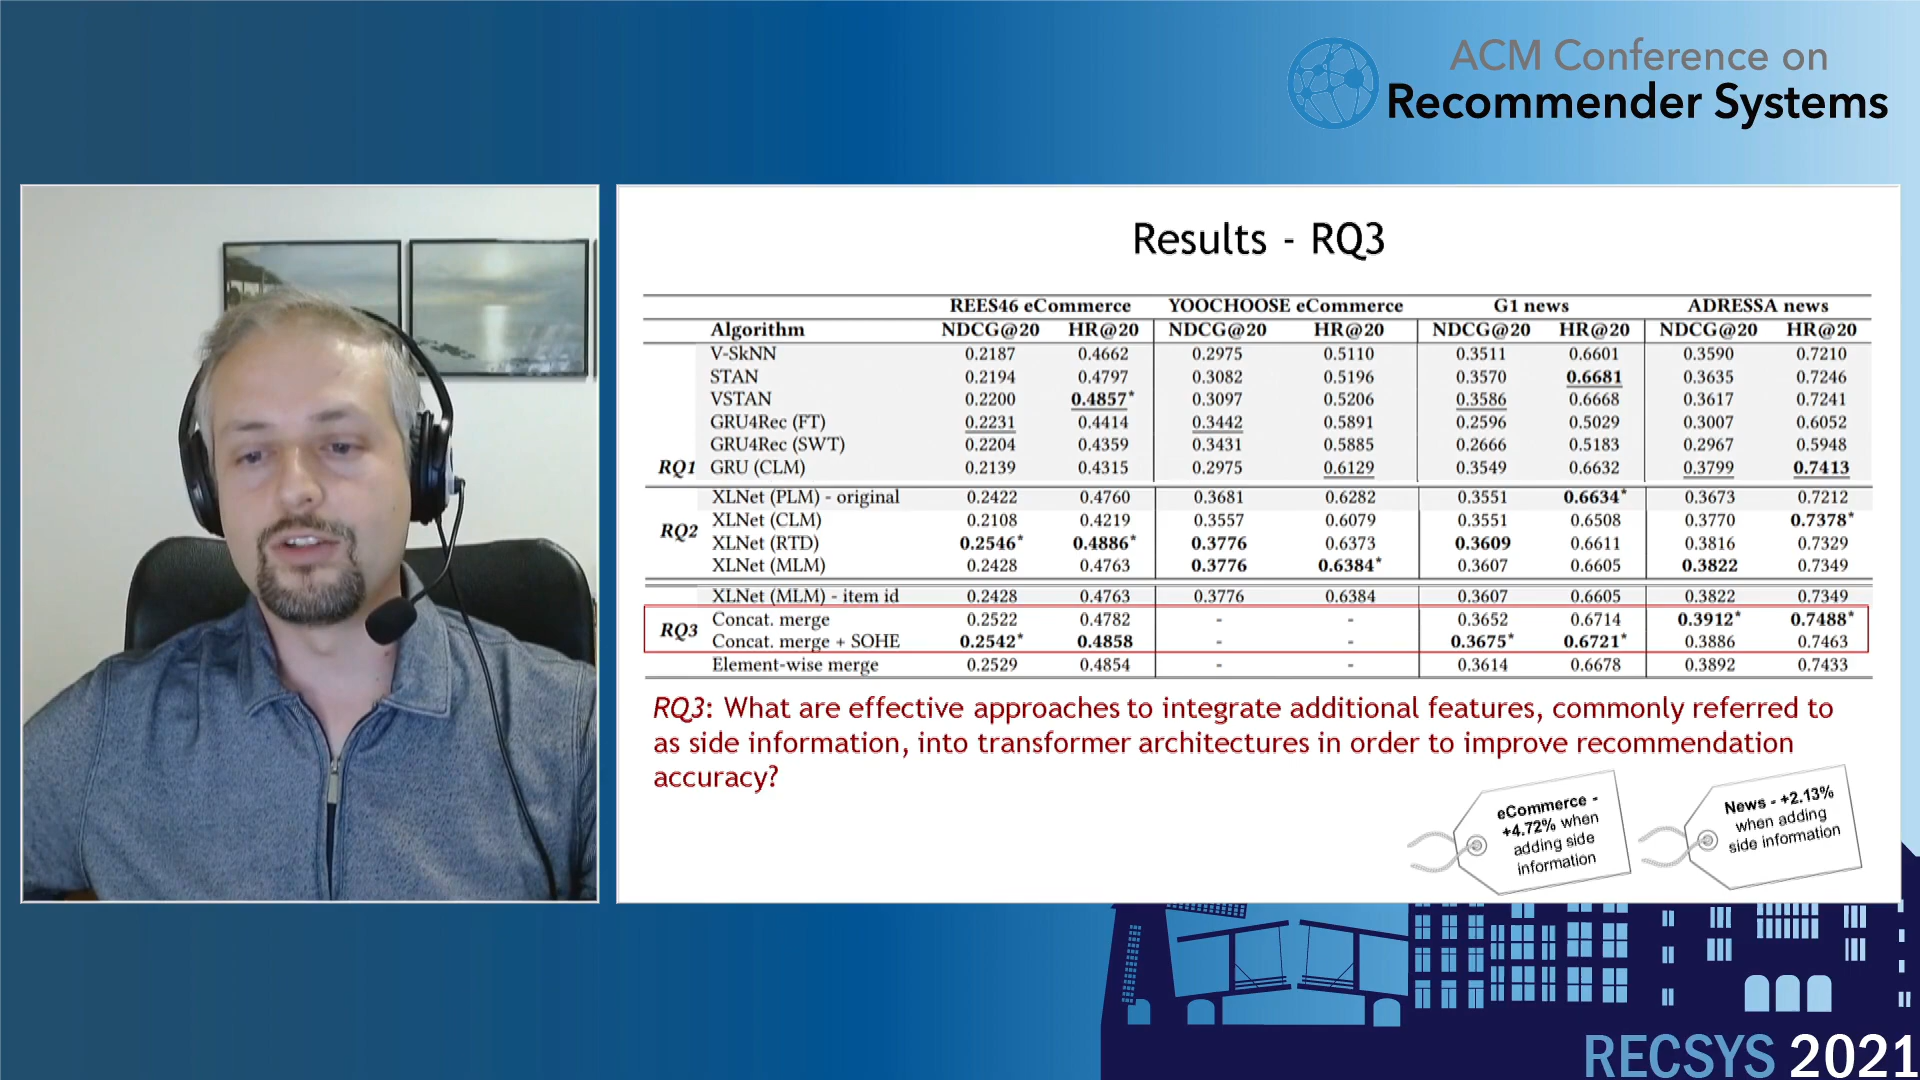 ACM Conference on
Recommender Systems
Results - RQ3
REES46 eCommerce YOOCHOOSE eCommerce G1 news ADRESSA news
Algorithm NDCG@20 HR@20 NDCG@20 HR@20 NDCG@20 HR@20 NDCG@20 HR@20
V-SkNN 0.2187 0.4662 0.2975 0.5110 0.3511 0.6601 0.3590 0.7210
STAN 0.2194 0.4797 0.3082 0.5196 0.3570 0.6681 0.3635 0.7246
VSTAN 0.2200 0.4857* 0.3097 0.5206 0.3586 0.6668 0.3617 0.7241
GRU4Rec (FT) 0.2231 0.4414 0.3442 0.5891 0.2596 0.5029 0.3007 0.6052
GRU4Rec (SWT) 0.2204 0.4359 0.3431 0.5885 0.2666 0.5183 0.2967 0.5948
RQ1 GRU (CLM) 0.2139 0.4315 0.2975 0.6129 0.3549 0.6632 0.3799 0.7413
XLNet (PLM) - original 0.2422 0.4760 0.3681 0.6282 0.3551 0.6634* 0.3673 0.7212
RQ2 XLNet (CLM) 0.2108 0.4219 0.3557 0.6079 0.3551 0.6508 0.3770 0.7378*
XLNet (RTD) 0.2546* 0.4886* 0.3776 0.6373 0.3609 0.6611 0.3816 0.7329
XLNet (MLM) 0.2428 0.4763 0.3776 0.6384* 0.3607 0.6605 0.3822 0.7349
XLNet (MLM) - item id 0.2428 0.4763 0.3776 0.6384 0.3607 0.6605 0.3822 0.7349
RQ3 Concat. merge 0.2522 0.4782 - - 0.3652 0.6714 0.3912* 0.7488*
Concat. merge + SOHE 0.2542* 0.4858 - - 0.3675* 0.6721* 0.3886 0.7463
Element-wise merge 0.2529 0.4854 - - 0.3614 0.6678 0.3892 0.7433
RQ3: What are effective approaches to integrate additional features, commonly referred to
as side information, into transformer architectures in order to improve recommendation
accuracy?
eCommerce -
+4.72% when
adding side
information
News - +2.13%
when adding
side information
RECSYS 2021